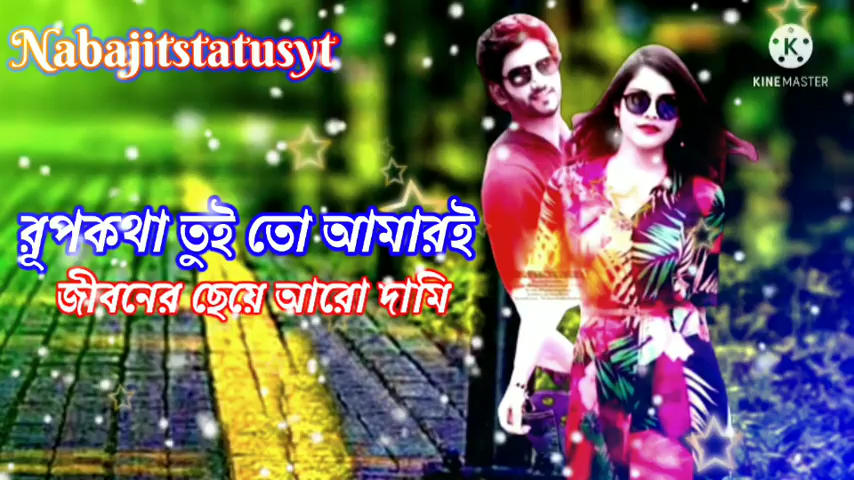 Nabajitstatusyt
K
KINEMASTER
রূপকথা তুই তো আমারই
জীবনের ছেয়ে আরো দামি